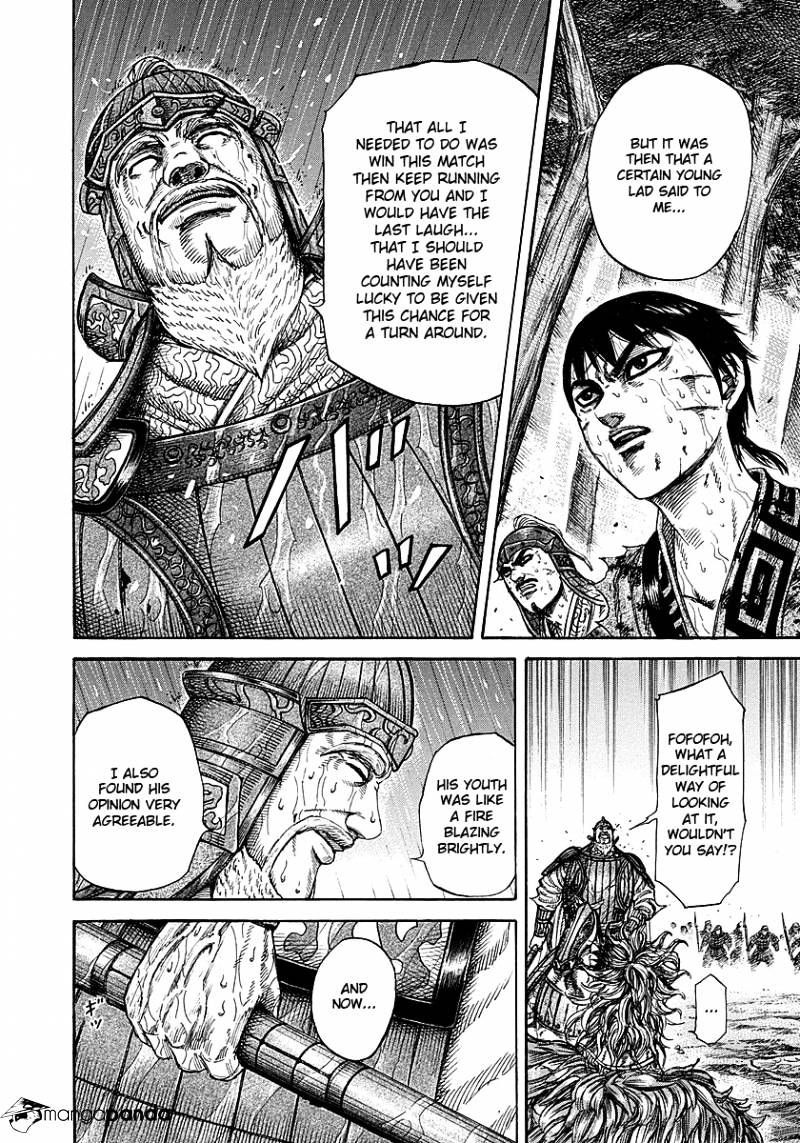 BUT IT WAS
THEN THAT A
CERTAIN YOUNG
LAD SAID TO
ME...
THAT ALL I
NEEDED TO DO WAS
WIN THIS MATCH
THEN KEEP RUNNING
FROM YOU AND I
WOULD HAVE THE
LAST LAUGH...
THAT I SHOULD
HAVE BEEN
COUNTING MYSELF
LUCKY TO BE GIVEN
THIS CHANCE FOR
A TURN AROUND.
FOFOFOH,
WHAT A
DELIGHTFUL
WAY OF
LOOKING
AT IT,
WOULDN'T
YOU SAY!?
...
HIS YOUTH
WAS LIKE
A FIRE
BLAZING
BRIGHTLY.
I ALSO
FOUND HIS
OPINION VERY
AGREEABLE.
AND
NOW...
mangapanda